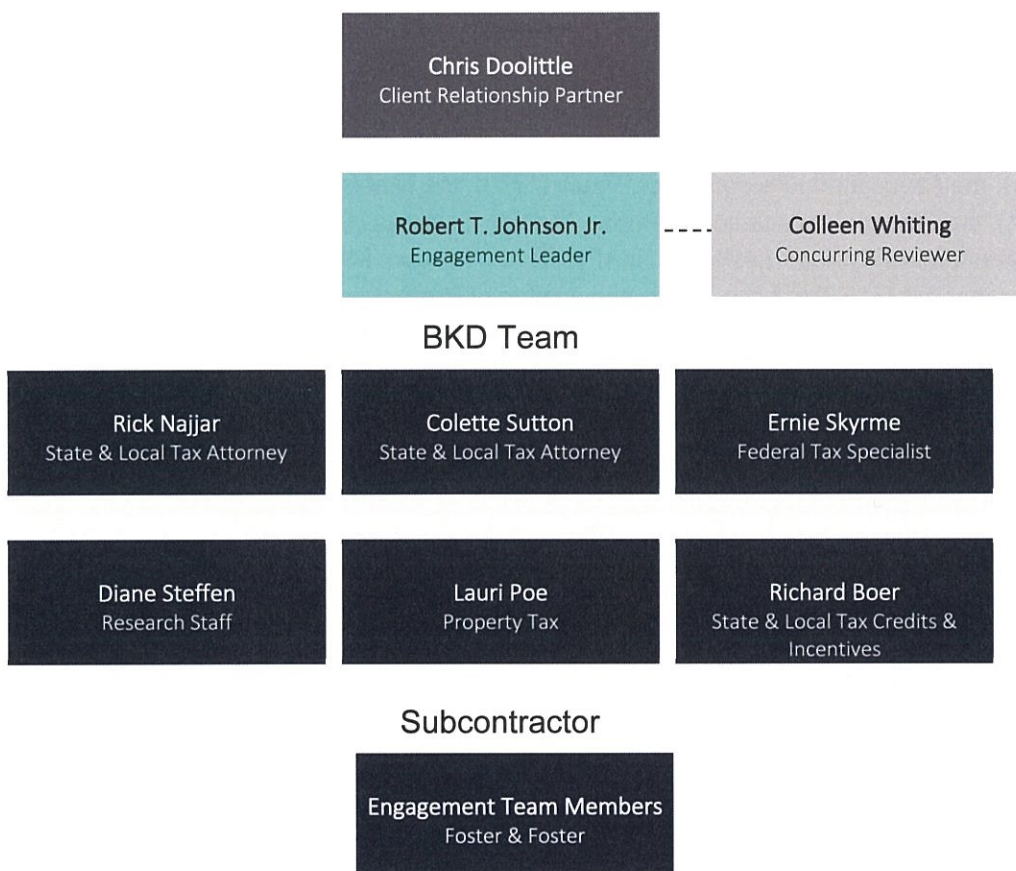 Chris Doolittle
Client Relationship Partner
Robert T. Johnson Jr.
Engagement Leader
Colleen Whiting
Concurring Reviewer
BKD Team
Rick Najjar
State & Local Tax Attorney
Colette Sutton
State & Local Tax Attorney
Ernie Skyrme
Federal Tax Specialist
Diane Steffen
Research Staff
Lauri Poe
Property Tax
Richard Boer
State & Local Tax Credits &
Incentives
Subcontractor
Engagement Team Members
Foster & Foster